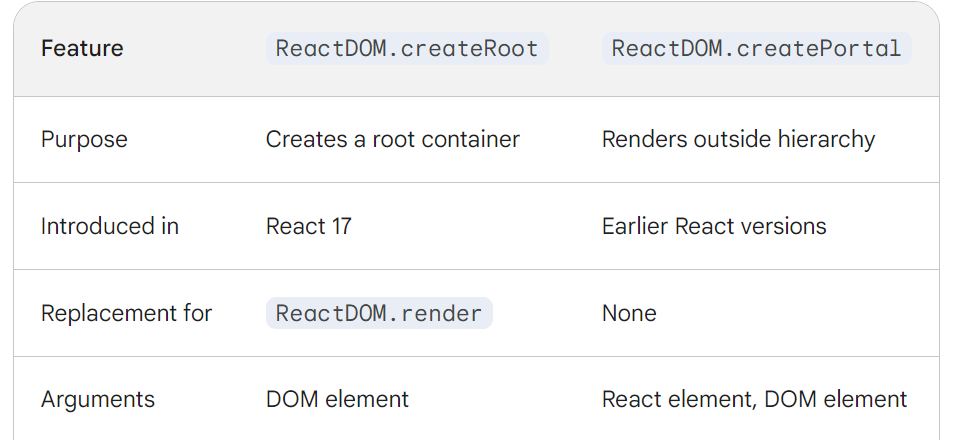 Feature ReactDOM.createRoot ReactDOM.createPortal
Purpose Creates a root container Renders outside hierarchy
Introduced in React 17 Earlier React versions
Replacement for ReactDOM.render None
Arguments DOM element React element, DOM element